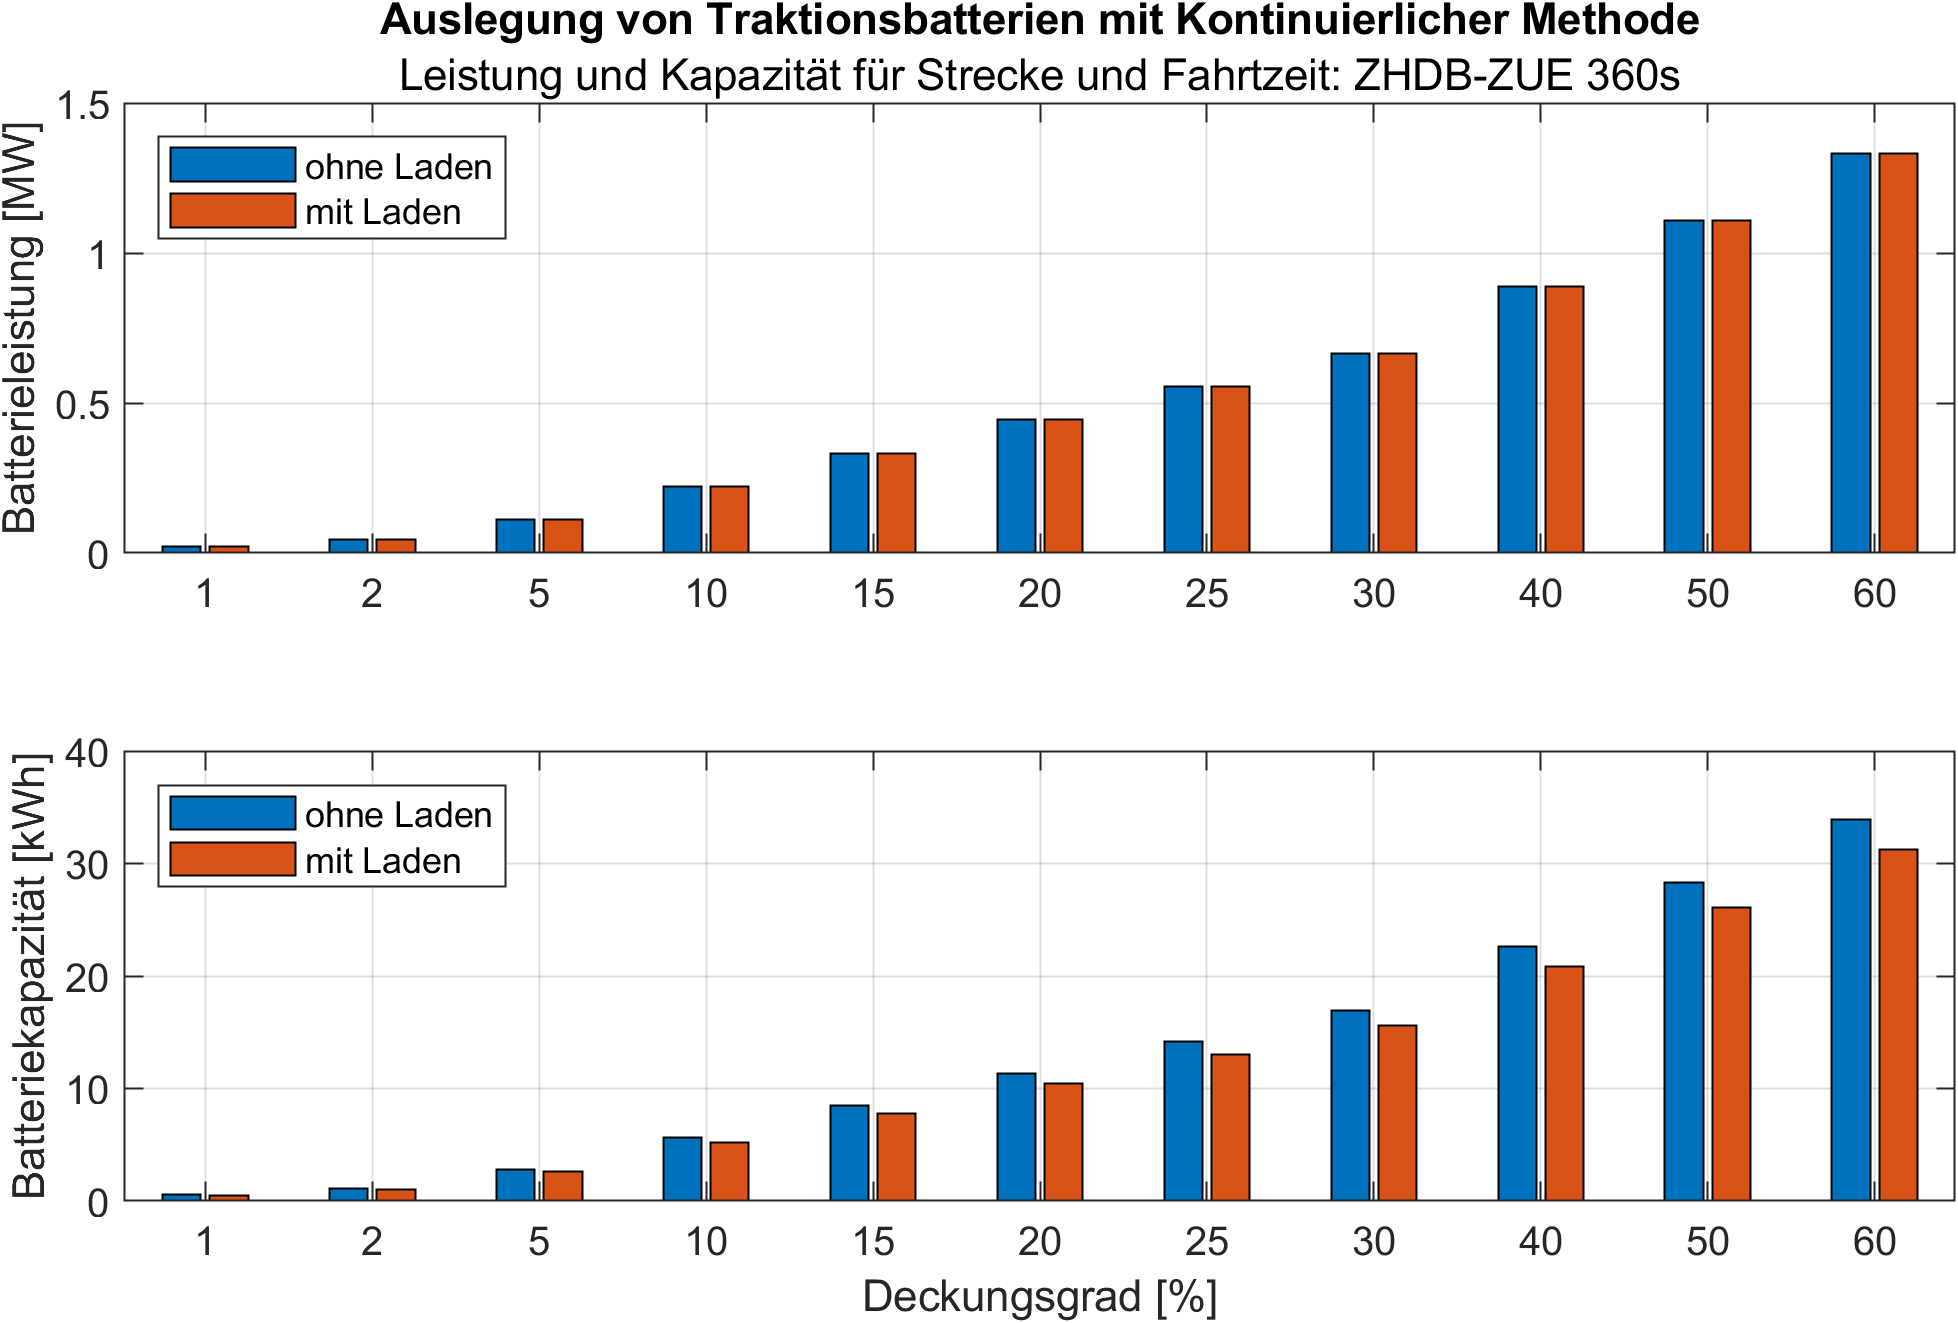 Auslegung von Traktionsbatterien mit Kontinuierlicher Methode
Leistung und Kapazität für Strecke und Fahrtzeit: ZHDB-ZUE 360s
Batterieleistung [MW]
1.5
1
0.5
0
ohne Laden
mit Laden
1 2 5 10 15 20 25 30 40 50 60
Batteriekapazität [kWh]
40
30
20
10
0
ohne Laden
mit Laden
1 2 5 10 15 20 25 30 40 50 60
Deckungsgrad [%]